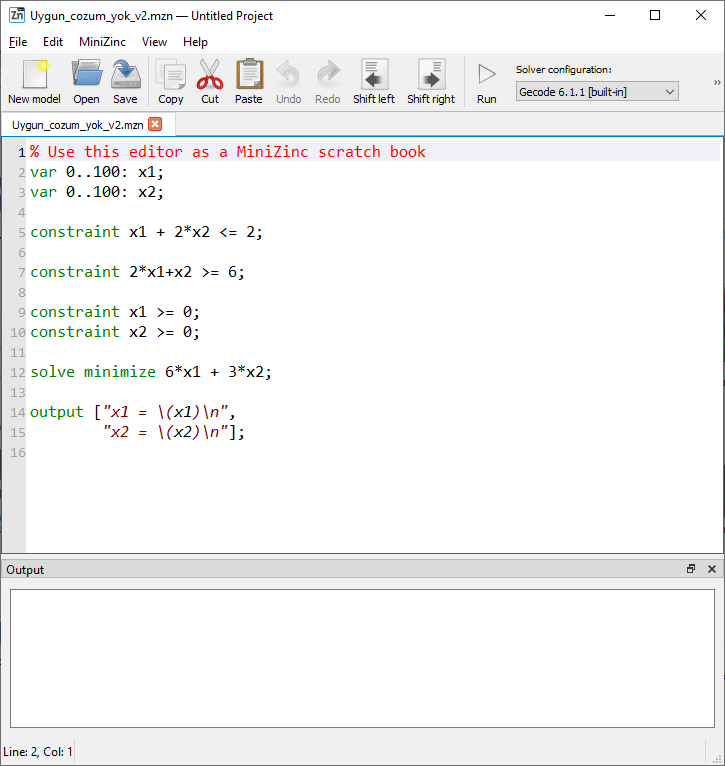 Uygun_cozum_yok_v2.mzn — Untitled Project
File Edit MiniZinc View Help
New model Open Save Copy Cut Paste Undo Redo Shift left Shift right Run
Solver configuration:
Gecode 6.1.1 [built-in]
»
Uygun_cozum_yok_v2.mzn
1 % Use this editor as a MiniZinc scratch book
2 var 0..100: x1;
3 var 0..100: x2;
4
5 constraint x1 + 2*x2 <= 2;
6
7 constraint 2*x1+x2 >= 6;
8
9 constraint x1 >= 0;
10 constraint x2 >= 0;
11
12 solve minimize 6*x1 + 3*x2;
13
14 output ["x1 = \(x1)\n",
15 "x2 = \(x2)\n"];
16
Output
Line: 2, Col: 1